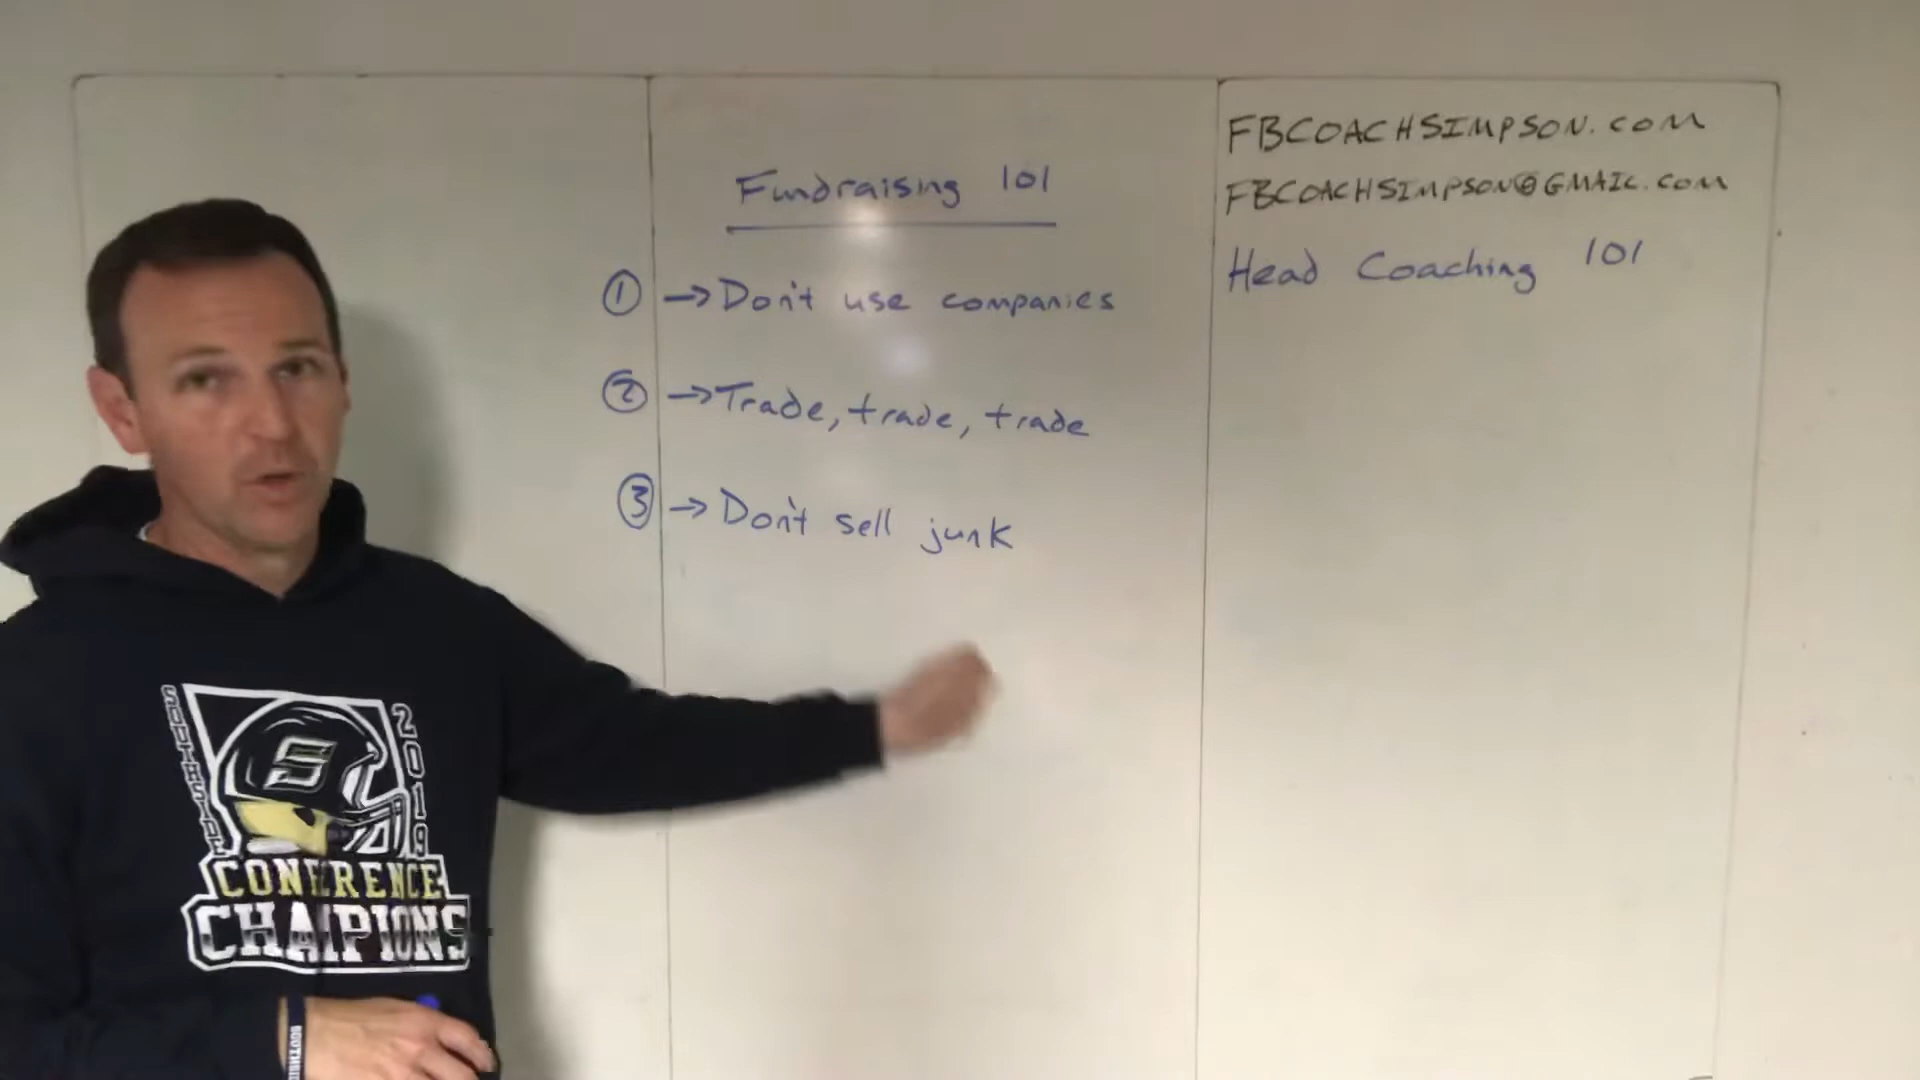 Fundraising 101
① → Don't use companies
② → Trade, trade, trade
③ → Don't sell junk
FBCOACHSIMPSON.COM
FBCOACHSIMPSON@GMAIL.COM
Head Coaching 101
SOUTHSIDE
2019
S
CONFERENCE
CHAMPIONS